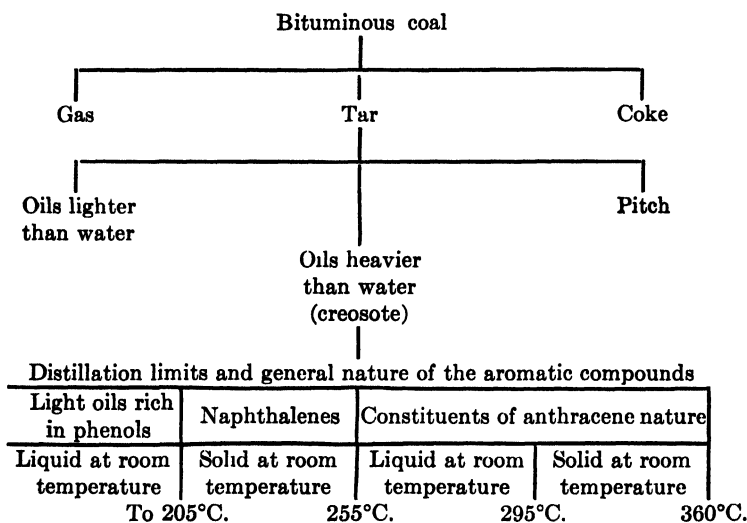 Bituminous coal
Gas Tar Coke
Oils lighter
than water
Pitch
Oils heavier
than water
(creosote)
Distillation limits and general nature of the aromatic compounds
Light oils rich
in phenols
Naphthalenes
Constituents of anthracene nature
Liquid at room
temperature
Solid at room
temperature
Liquid at room
temperature
Solid at room
temperature
To 205°C. 255°C. 295°C. 360°C.